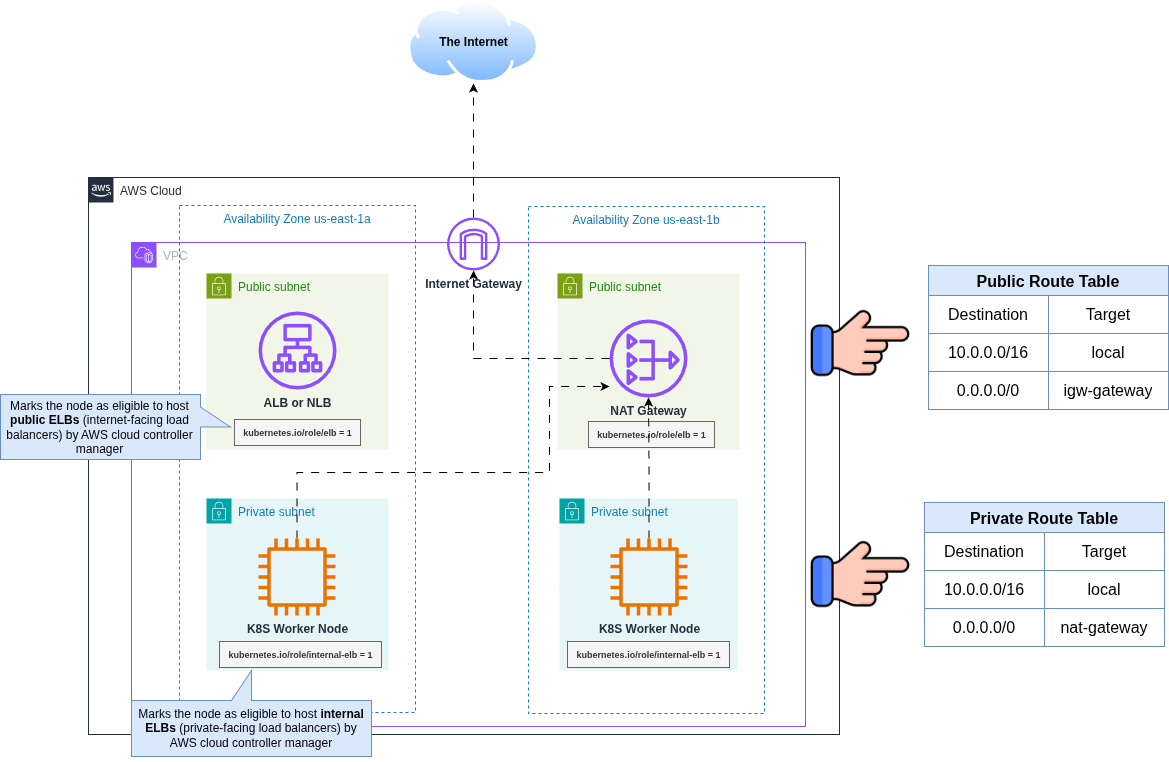 The Internet
aws
AWS Cloud
Availability Zone us-east-1a
Availability Zone us-east-1b
VPC
Internet Gateway
Public subnet
Public subnet
ALB or NLB
NAT Gateway
kubernetes.io/role/elb = 1
kubernetes.io/role/elb = 1
Marks the node as eligible to host
public ELBs (internet-facing load
balancers) by AWS cloud controller
manager
Private subnet
Private subnet
K8S Worker Node
K8S Worker Node
kubernetes.io/role/internal-elb = 1
kubernetes.io/role/internal-elb = 1
Marks the node as eligible to host internal
ELBs (private-facing load balancers) by
AWS cloud controller manager
Public Route Table
Destination Target
10.0.0.0/16 local
0.0.0.0/0 igw-gateway
Private Route Table
Destination Target
10.0.0.0/16 local
0.0.0.0/0 nat-gateway